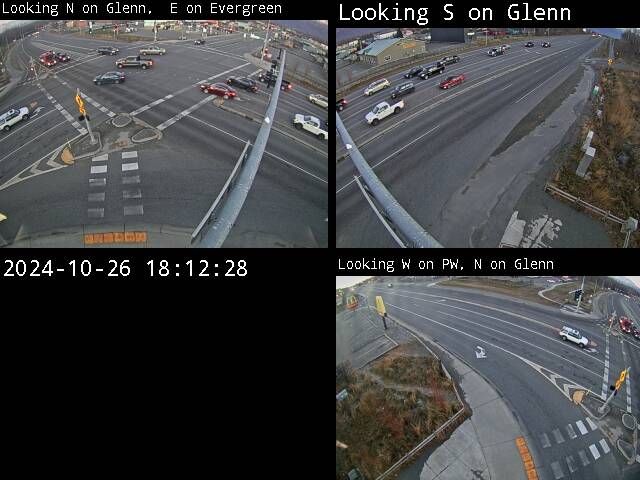 Looking N on Glenn,  E on Evergreen
Looking S on Glenn
2024-10-26 18:12:28
Looking W on PW, N on Glenn